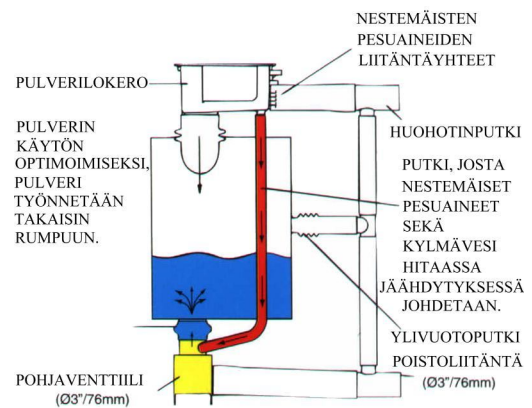 NESTEMÄISTEN
PESUAINEIDEN
LIITÄNTÄYHTEET
PULVERILOKERO
HUOHOTINPUTKI
PULVERIN
KÄYTÖN
OPTIMOIMISEKSI,
PULVERI
TYÖNNETÄÄN
TAKAISIN
RUMPUUN.
PUTKI, JOSTA
NESTEMÄISET
PESUAINEET
SEKÄ
KYLMÄVESI
HITAASSA
JÄÄHDYTYKSESSÄ
JOHDETAAN.
YLIVUOTOPUTKI
POISTOLIITÄNTÄ
(Ø3"/76mm)
POHJAVENTTIILI
(Ø3"/76mm)